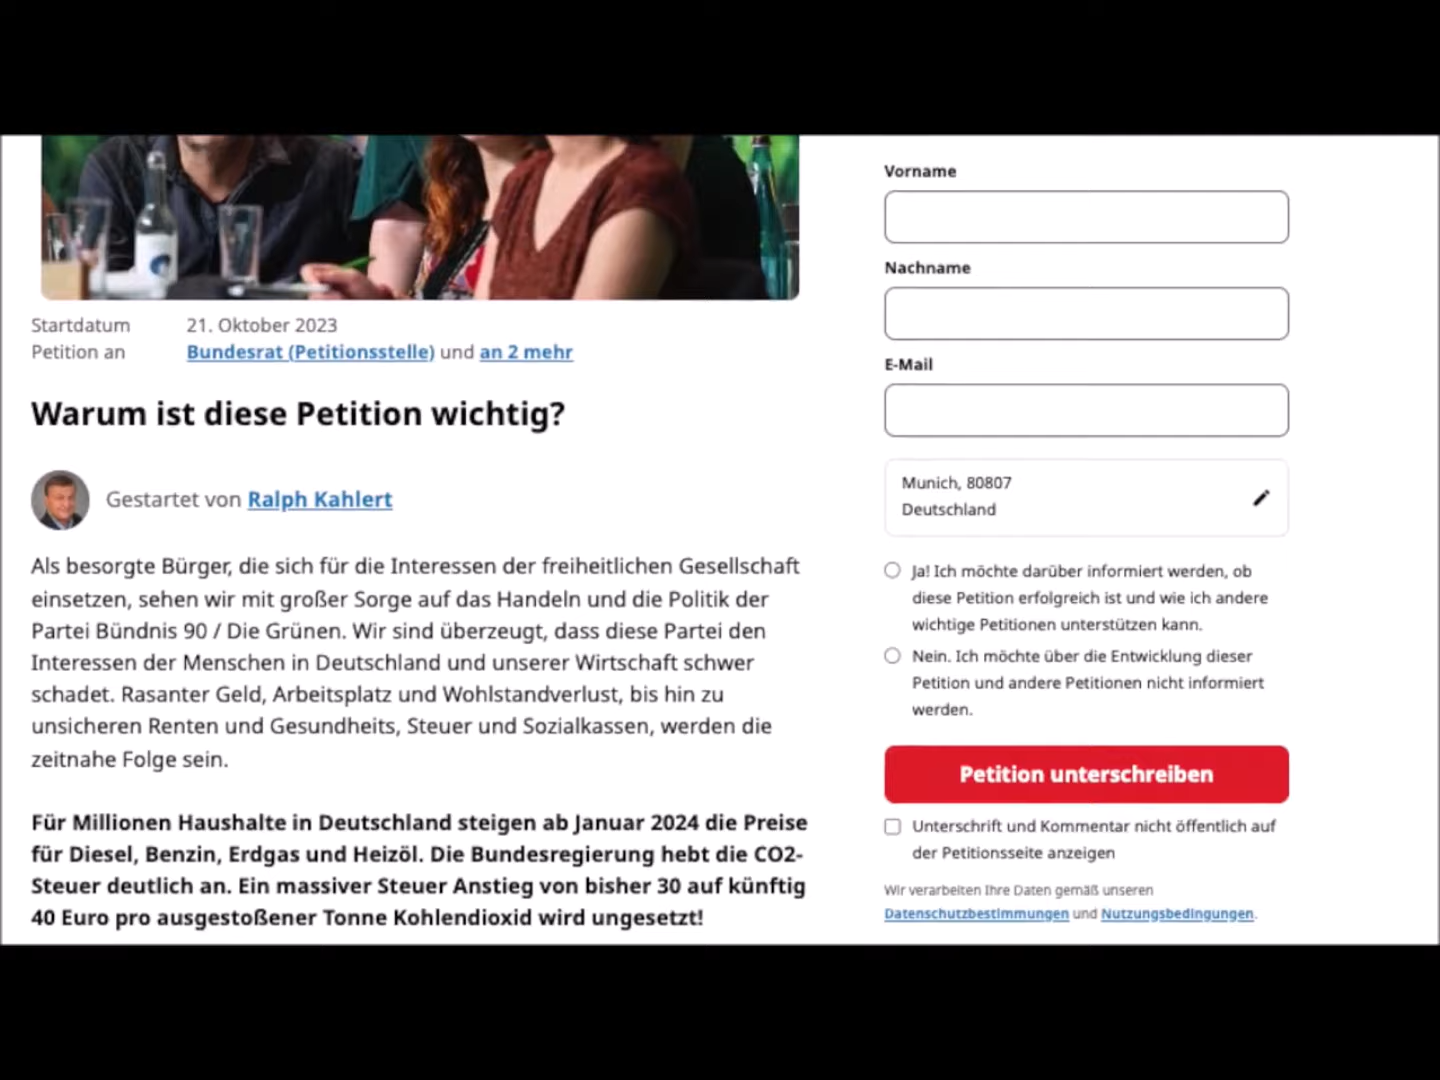 Startdatum 21. Oktober 2023
Petition an Bundesrat (Petitionsstelle) und an 2 mehr
Warum ist diese Petition wichtig?
Gestartet von Ralph Kahlert
Als besorgte Bürger, die sich für die Interessen der freiheitlichen Gesellschaft
einsetzen, sehen wir mit großer Sorge auf das Handeln und die Politik der
Partei Bündnis 90 / Die Grünen. Wir sind überzeugt, dass diese Partei den
Interessen der Menschen in Deutschland und unserer Wirtschaft schwer
schadet. Rasanter Geld, Arbeitsplatz und Wohlstandverlust, bis hin zu
unsicheren Renten und Gesundheits, Steuer und Sozialkassen, werden die
zeitnahe Folge sein.
Für Millionen Haushalte in Deutschland steigen ab Januar 2024 die Preise
für Diesel, Benzin, Erdgas und Heizöl. Die Bundesregierung hebt die CO2-
Steuer deutlich an. Ein massiver Steuer Anstieg von bisher 30 auf künftig
40 Euro pro ausgestoßener Tonne Kohlendioxid wird ungesetzt!
Vorname
Nachname
E-Mail
Munich, 80807
Deutschland
Ja! Ich möchte darüber informiert werden, ob
diese Petition erfolgreich ist und wie ich andere
wichtige Petitionen unterstützen kann.
Nein. Ich möchte über die Entwicklung dieser
Petition und andere Petitionen nicht informiert
werden.
Petition unterschreiben
Unterschrift und Kommentar nicht öffentlich auf
der Petitionsseite anzeigen
Wir verarbeiten Ihre Daten gemäß unseren
Datenschutzbestimmungen und Nutzungsbedingungen.